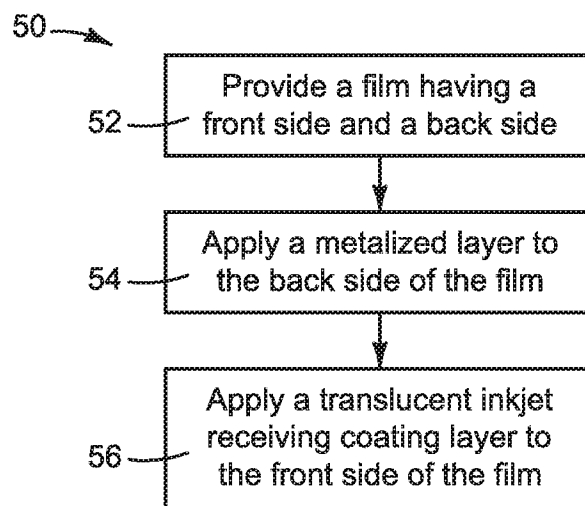 50
Provide a film having a
front side and a back side
52
Apply a metalized layer to
the back side of the film
54
Apply a translucent inkjet
receiving coating layer to
the front side of the film
56